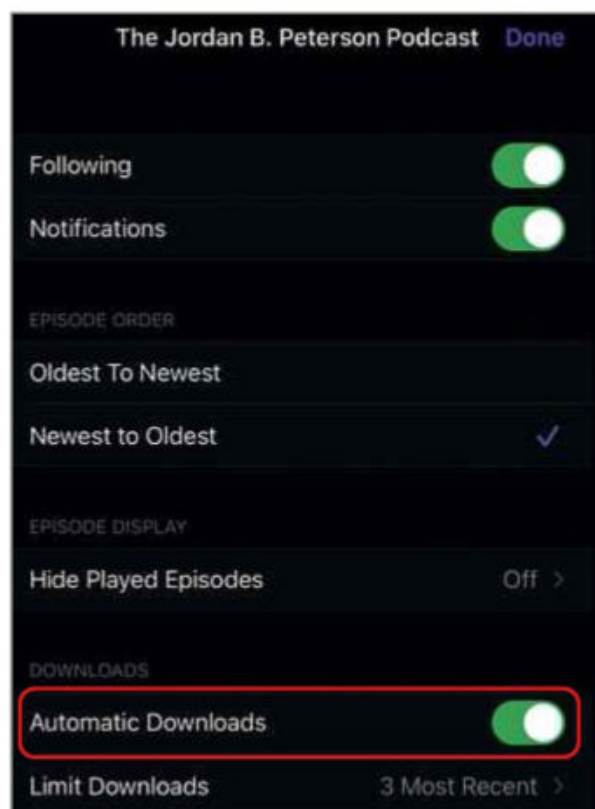 The Jordan B. Peterson Podcast Done
Following
Notifications
EPISODE ORDER
Oldest To Newest
Newest to Oldest
EPISODE DISPLAY
Hide Played Episodes Off >
DOWNLOADS
Automatic Downloads
Limit Downloads 3 Most Recent >